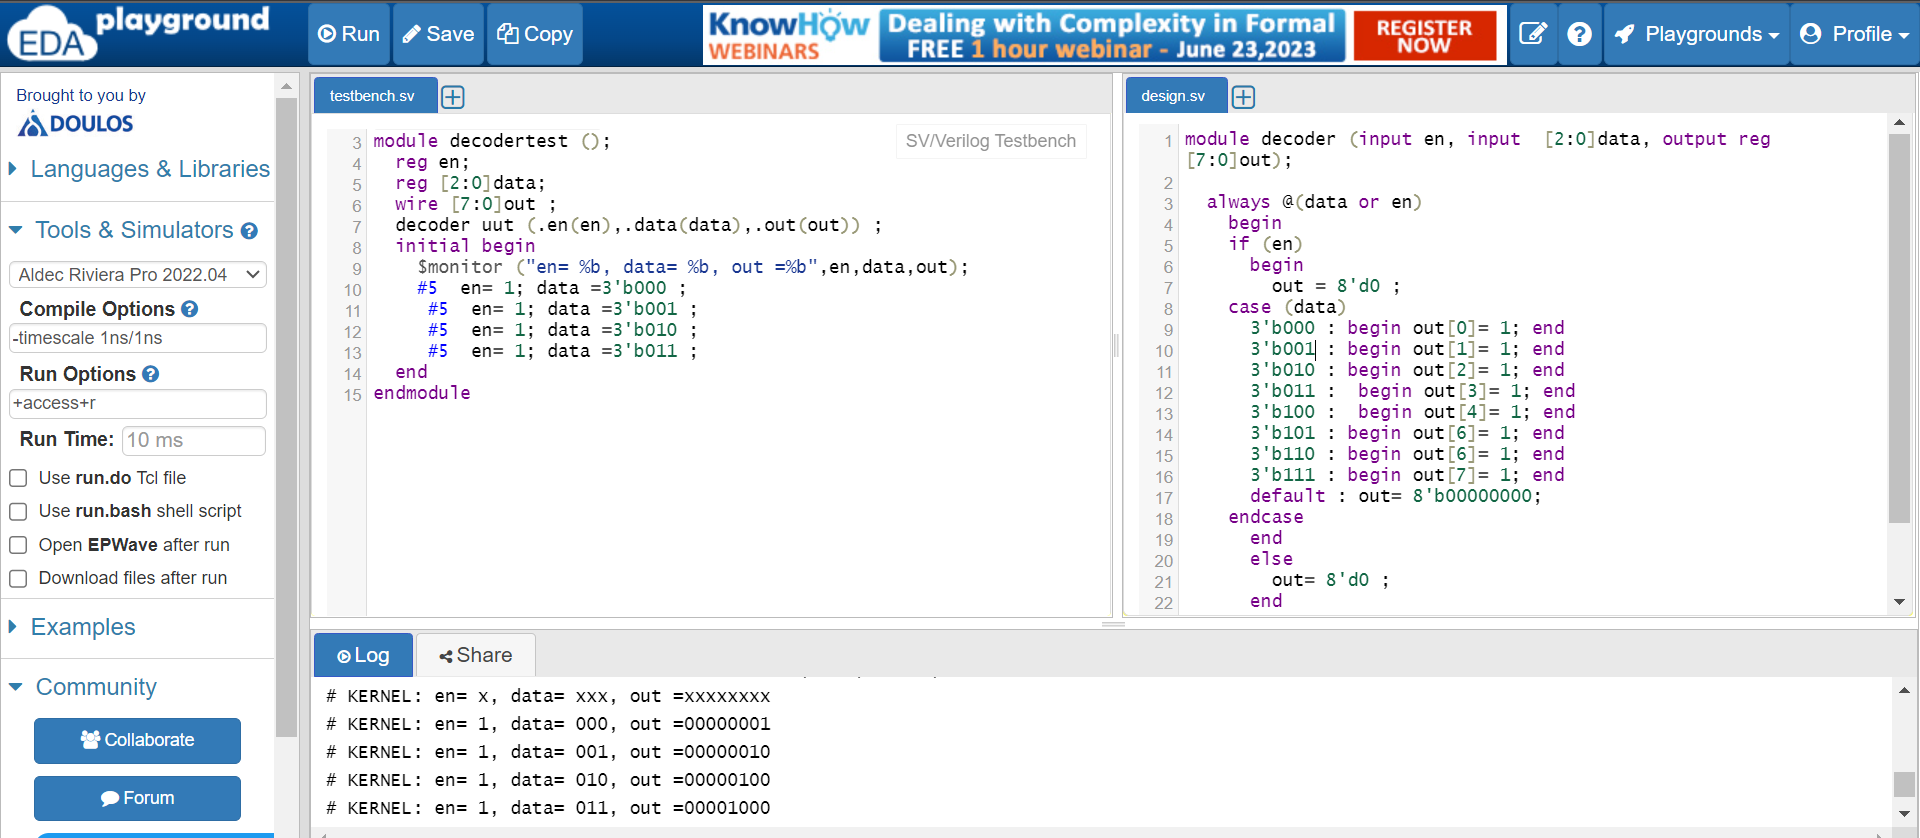 EDA playground
Run
Save
Copy
KnowHow WEBINARS
Dealing with Complexity in Formal
FREE 1 hour webinar - June 23,2023
REGISTER NOW
Playgrounds
Profile
Brought to you by
DOULOS
Languages & Libraries
Tools & Simulators
Aldec Riviera Pro 2022.04
Compile Options
-timescale 1ns/1ns
Run Options
+access+r
Run Time: 10 ms
Use run.do Tcl file
Use run.bash shell script
Open EPWave after run
Download files after run
Examples
Community
Collaborate
Forum
testbench.sv
SV/Verilog Testbench
3 module decodertest ();
4 reg en;
5 reg [2:0]data;
6 wire [7:0]out ;
7 decoder uut (.en(en),.data(data),.out(out)) ;
8 initial begin
9 $monitor ("en= %b, data= %b, out =%b",en,data,out);
10 #5  en= 1; data =3'b000 ;
11 #5  en= 1; data =3'b001 ;
12 #5  en= 1; data =3'b010 ;
13 #5  en= 1; data =3'b011 ;
14 end
15 endmodule
design.sv
1 module decoder (input en, input  [2:0]data, output reg
[7:0]out);
2
3 always @(data or en)
4 begin
5 if (en)
6 begin
7 out = 8'd0 ;
8 case (data)
9 3'b000 : begin out[0]= 1; end
10 3'b001 : begin out[1]= 1; end
11 3'b010 : begin out[2]= 1; end
12 3'b011 :  begin out[3]= 1; end
13 3'b100 :  begin out[4]= 1; end
14 3'b101 : begin out[6]= 1; end
15 3'b110 : begin out[6]= 1; end
16 3'b111 : begin out[7]= 1; end
17 default : out= 8'b00000000;
18 endcase
19 end
20 else
21 out= 8'd0 ;
22 end
Log
Share
# KERNEL: en= x, data= xxx, out =xxxxxxxx
# KERNEL: en= 1, data= 000, out =00000001
# KERNEL: en= 1, data= 001, out =00000010
# KERNEL: en= 1, data= 010, out =00000100
# KERNEL: en= 1, data= 011, out =00001000